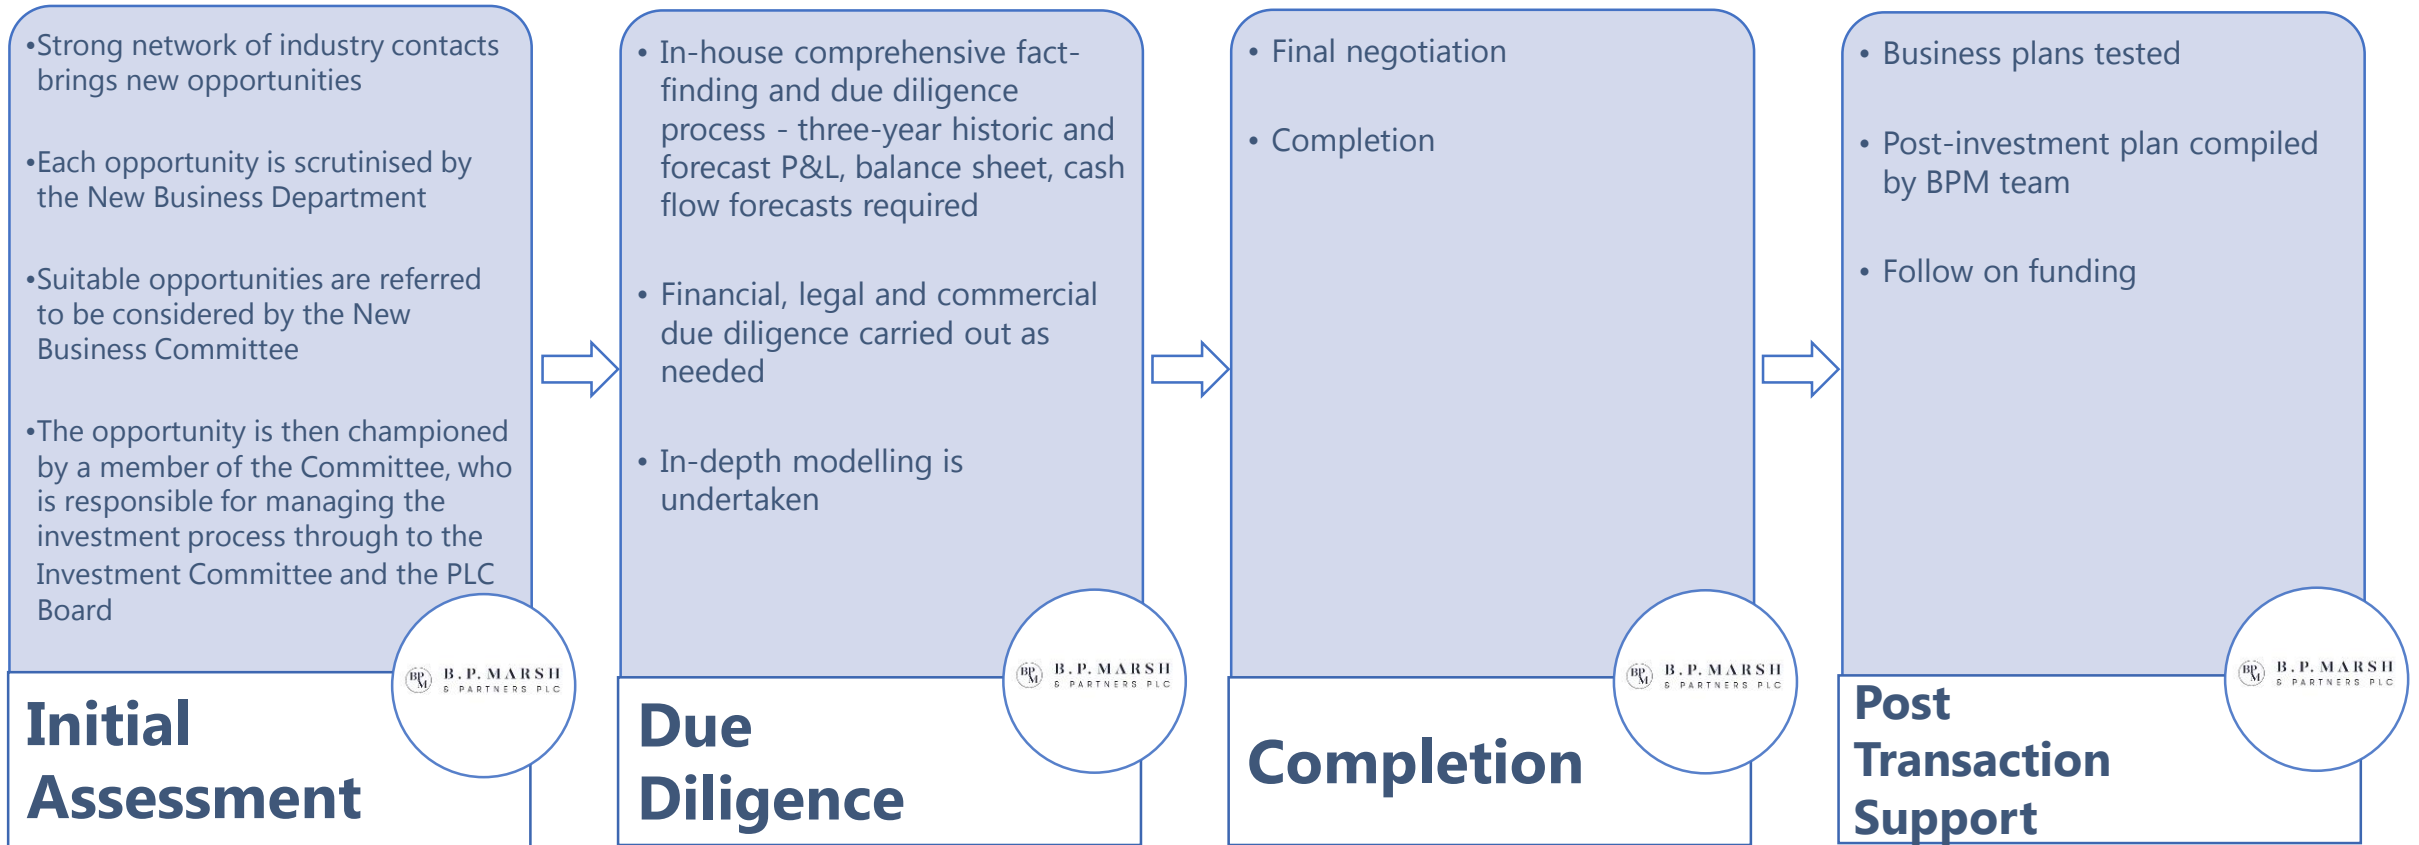 •Strong network of industry contacts
brings new opportunities
•Each opportunity is scrutinised by
the New Business Department
•Suitable opportunities are referred
to be considered by the New
Business Committee
•The opportunity is then championed
by a member of the Committee, who
is responsible for managing the
investment process through to the
Investment Committee and the PLC
Board
BPM B.P. MARSH
& PARTNERS PLC
Initial
Assessment
• In-house comprehensive fact-
finding and due diligence
process - three-year historic and
forecast P&L, balance sheet, cash
flow forecasts required
• Financial, legal and commercial
due diligence carried out as
needed
• In-depth modelling is
undertaken
BPM B.P. MARSH
& PARTNERS PLC
Due
Diligence
• Final negotiation
• Completion
BPM B.P. MARSH
& PARTNERS PLC
Completion
• Business plans tested
• Post-investment plan compiled
by BPM team
• Follow on funding
BPM B.P. MARSH
& PARTNERS PLC
Post
Transaction
Support